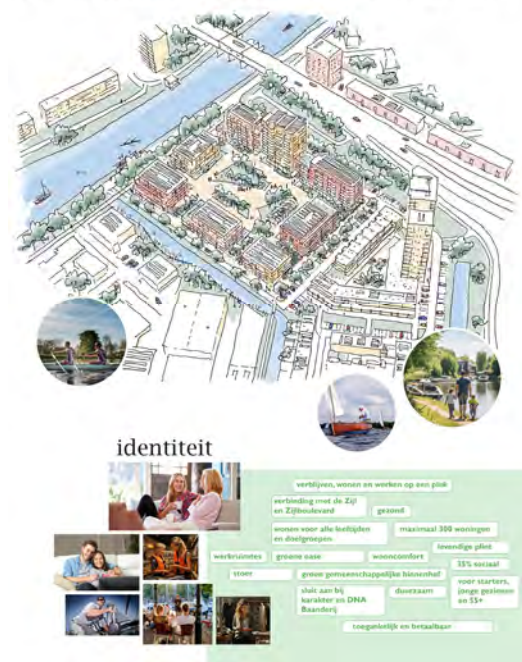 identiteit
verblijven, wonen en werken op een plek
verbinding met de Zijl
en Zijlboulevard
gezond
wonen voor alle leeftijden
en doelgroepen
maximaal 300 woningen
levendige plint
werkruimtes
groene oase
wooncomfort
35% sociaal
stoer
groen gemeenschappelijke binnenhof
sluit aan bij
karakter en DNA
Baanderij
duurzaam
voor starters,
jonge gezinnen
en 55+
toegankelijk en betaalbaar